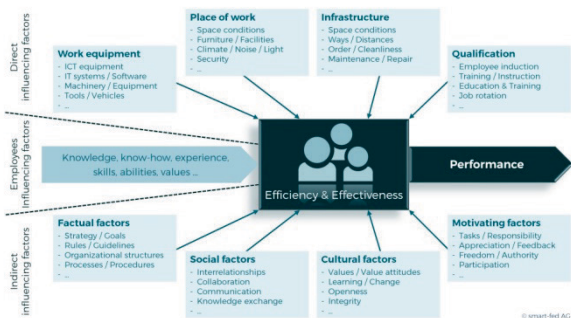 Direct
influencing factors
Place of work
- Space conditions
- Furniture / Facilities
- Climate / Noise / Light
- Security
- ...
Infrastructure
- Space conditions
- Ways / Distances
- Order / Cleanliness
- Maintenance / Repair
- ...
Work equipment
- ICT equipment
- IT systems / Software
- Machinery / Equipment
- Tools / Vehicles
- ...
Qualification
- Employee induction
- Training / Instruction
- Education & Training
- Job rotation
- ...
Employees
Influencing factors
Knowledge, know-how, experience,
skills, abilities, values ...
Efficiency & Effectiveness
Performance
Indirect
influencing factors
Factual factors
- Strategy / Goals
- Rules / Guidelines
- Organizational structures
- Processes / Procedures
- ...
Social factors
- Interrelationships
- Collaboration
- Communication
- Knowledge exchange
- ...
Cultural factors
- Values / Value attitudes
- Learning / Change
- Openness
- Integrity
- ...
Motivating factors
- Tasks / Responsibility
- Appreciation / Feedback
- Freedom / Authority
- Participation
- ...
© smart-fed AG